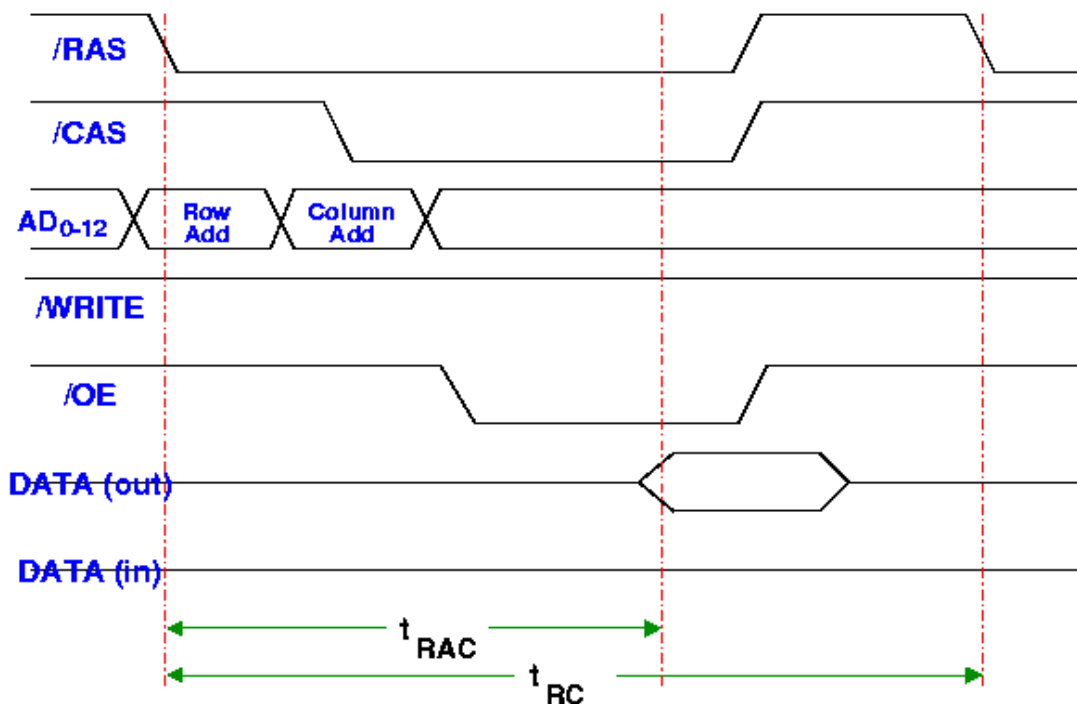 /RAS
/CAS
AD0-12
Row
Add
Column
Add
/WRITE
/OE
DATA (out)
DATA (in)
tRAC
tRC